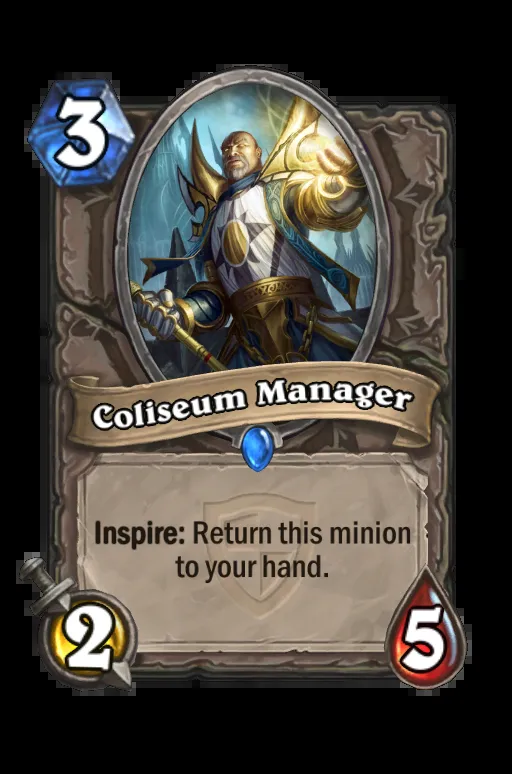 3
Coliseum Manager
Inspire: Return this minion
to your hand.
2
5